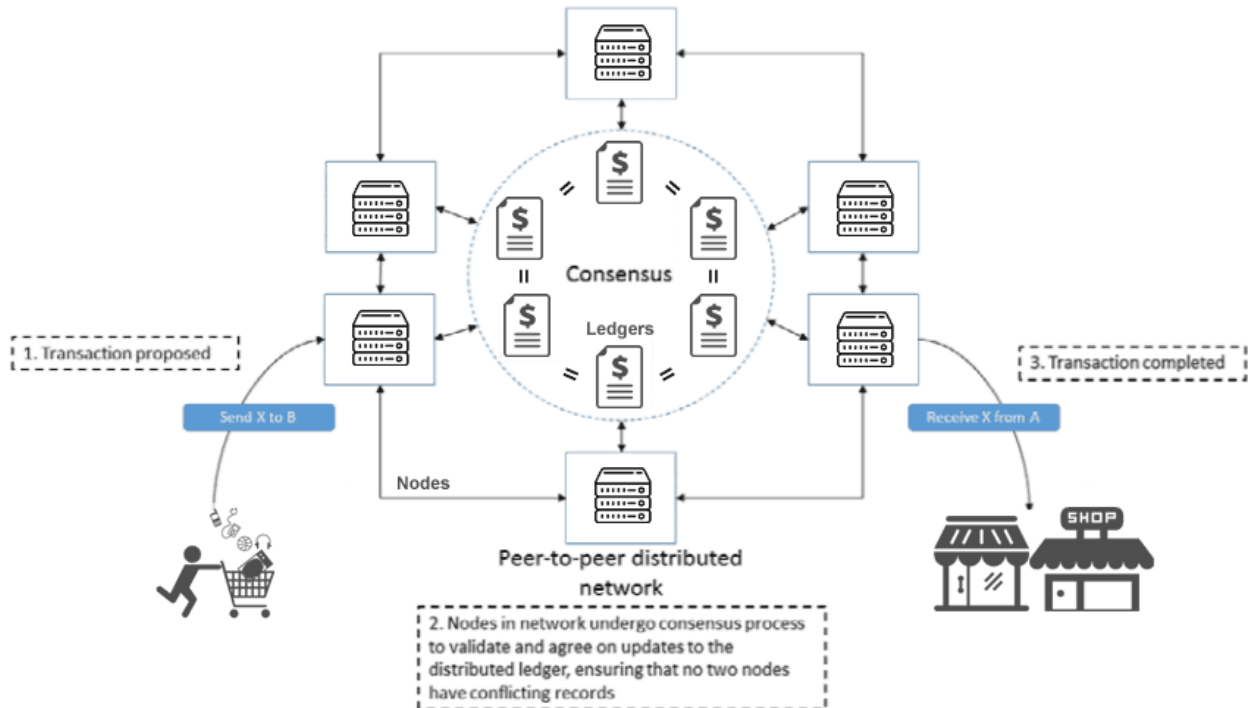 Consensus
Ledgers
1. Transaction proposed
3. Transaction completed
Send X to B
Receive X from A
Nodes
SHOP
Peer-to-peer distributed
network
2. Nodes in network undergo consensus process
to validate and agree on updates to the
distributed ledger, ensuring that no two nodes
have conflicting records